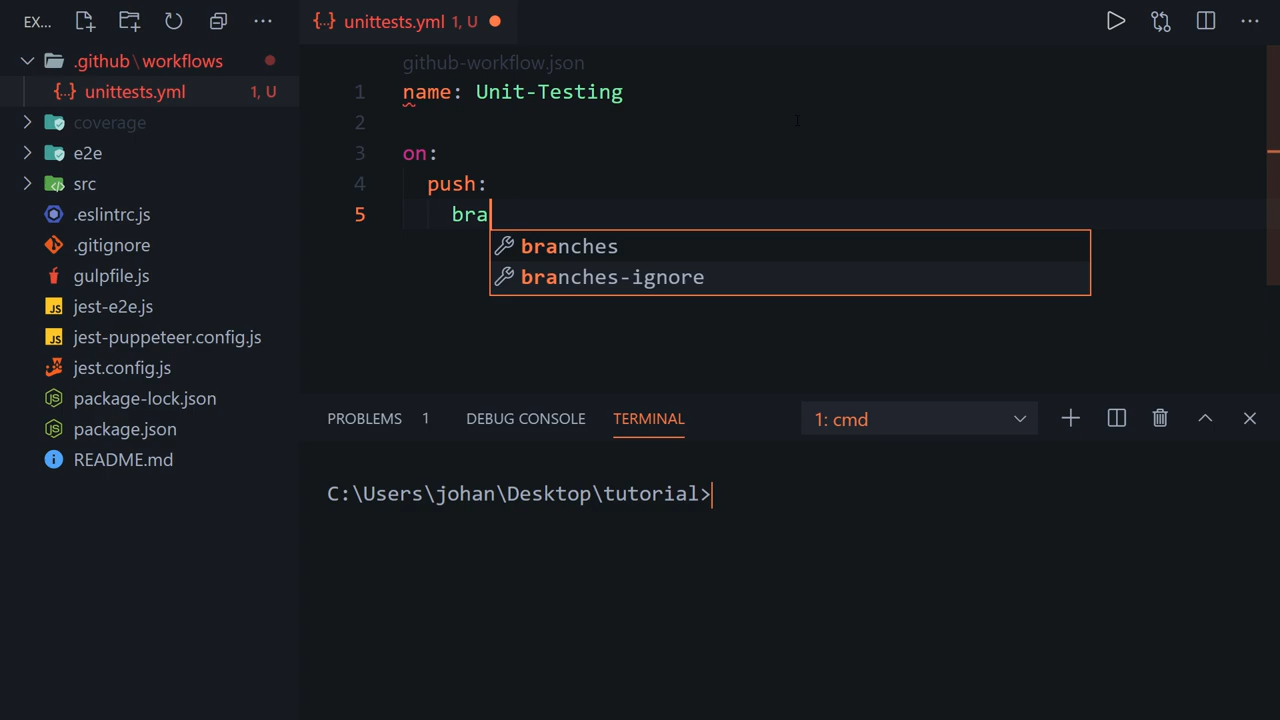 EX...
.github\workflows
unittests.yml 1, U
coverage
e2e
src
.eslintrc.js
.gitignore
gulpfile.js
JS jest-e2e.js
JS jest-puppeteer.config.js
jest.config.js
package-lock.json
package.json
README.md
{...} unittests.yml 1, U
github-workflow.json
1 name: Unit-Testing
2
3 on:
4 push:
5 bra
branches
branches-ignore
PROBLEMS 1 DEBUG CONSOLE TERMINAL 1: cmd
C:\Users\johan\Desktop\tutorial>